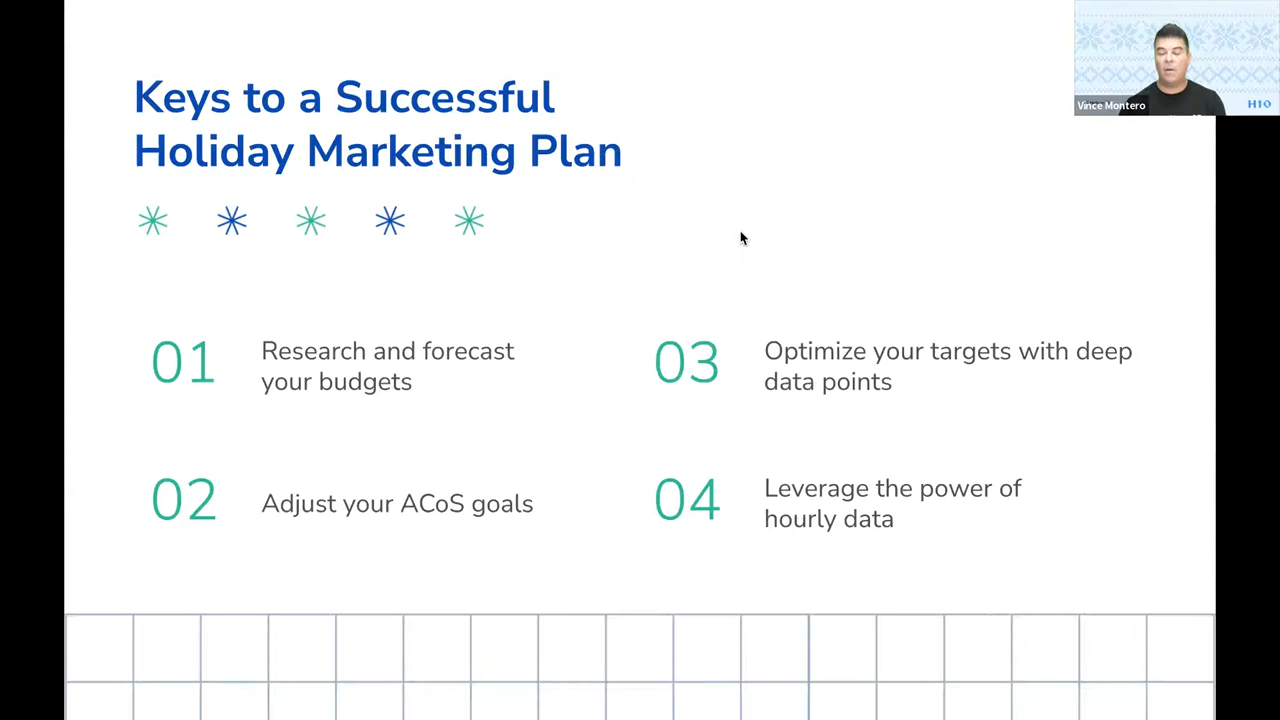 Keys to a Successful
Holiday Marketing Plan
01
Research and forecast
your budgets
02
Adjust your ACoS goals
03
Optimize your targets with deep
data points
04
Leverage the power of
hourly data
Vince Montero
H10